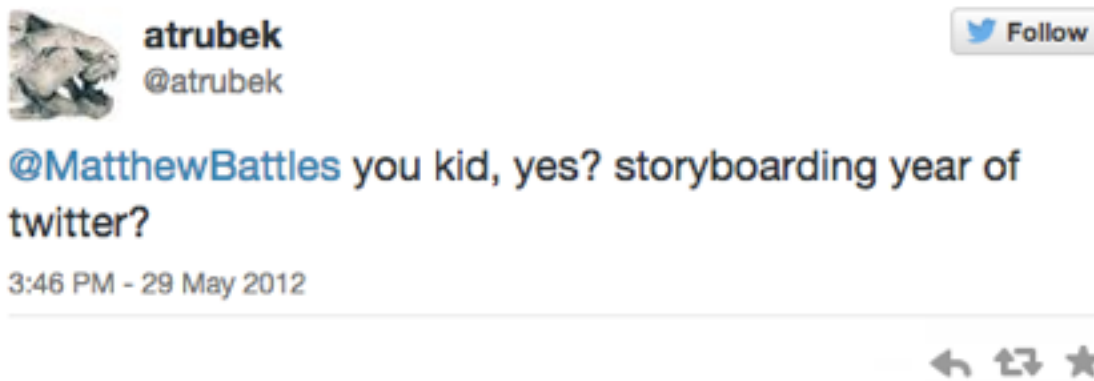 atrubek
Follow
@atrubek
@MatthewBattles you kid, yes? storyboarding year of
twitter?
3:46 PM - 29 May 2012